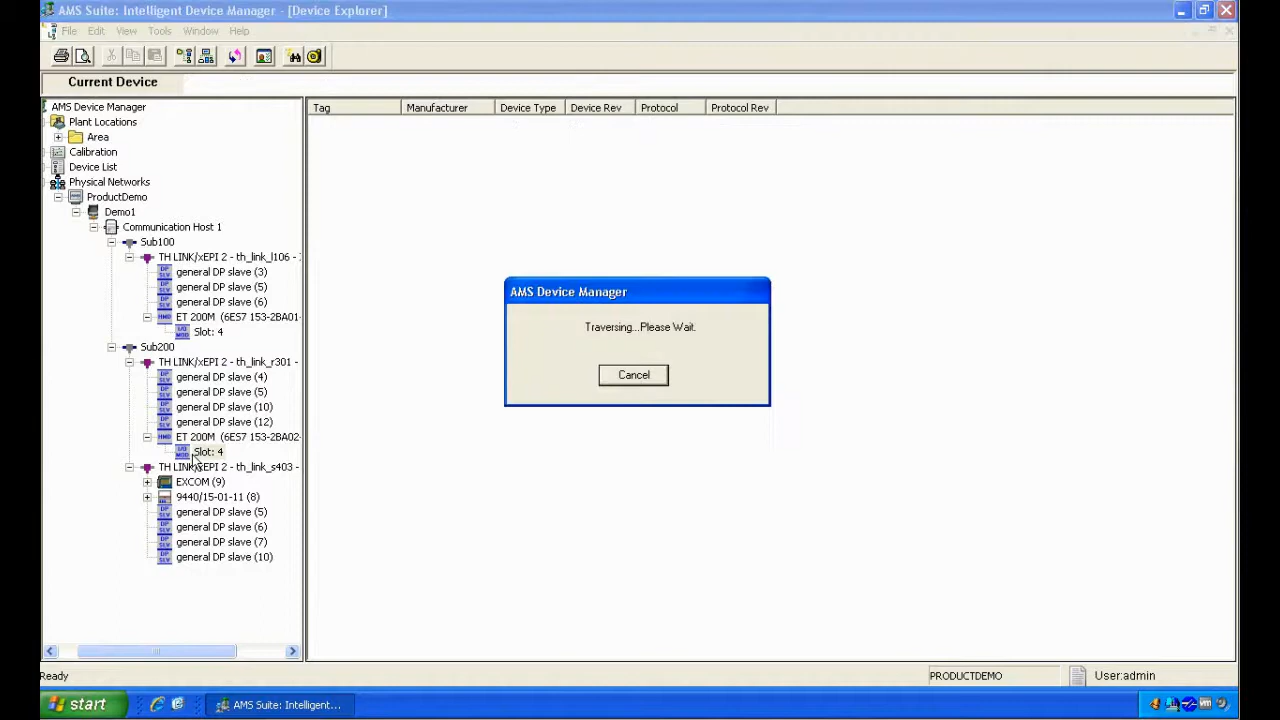 AMS Suite: Intelligent Device Manager - [Device Explorer]
File Edit View Tools Window Help
Current Device
AMS Device Manager
Plant Locations
Area
Calibration
Device List
Physical Networks
ProductDemo
Demo1
Communication Host 1
Sub100
TH LINK/xEPI 2 - th_link_l106 -
general DP slave (3)
general DP slave (5)
general DP slave (6)
ET 200M (6ES7 153-2BA01-
Slot: 4
Sub200
TH LINK/xEPI 2 - th_link_r301 -
general DP slave (4)
general DP slave (5)
general DP slave (10)
general DP slave (12)
ET 200M (6ES7 153-2BA02-
Slot: 4
TH LINK/xEPI 2 - th_link_s403 -
EXCOM (9)
9440/15-01-11 (8)
general DP slave (5)
general DP slave (6)
general DP slave (7)
general DP slave (10)
Tag Manufacturer Device Type Device Rev Protocol Protocol Rev
AMS Device Manager
Traversing...Please Wait.
Cancel
Ready PRODUCTDEMO User:admin
start AMS Suite: Intelligent...